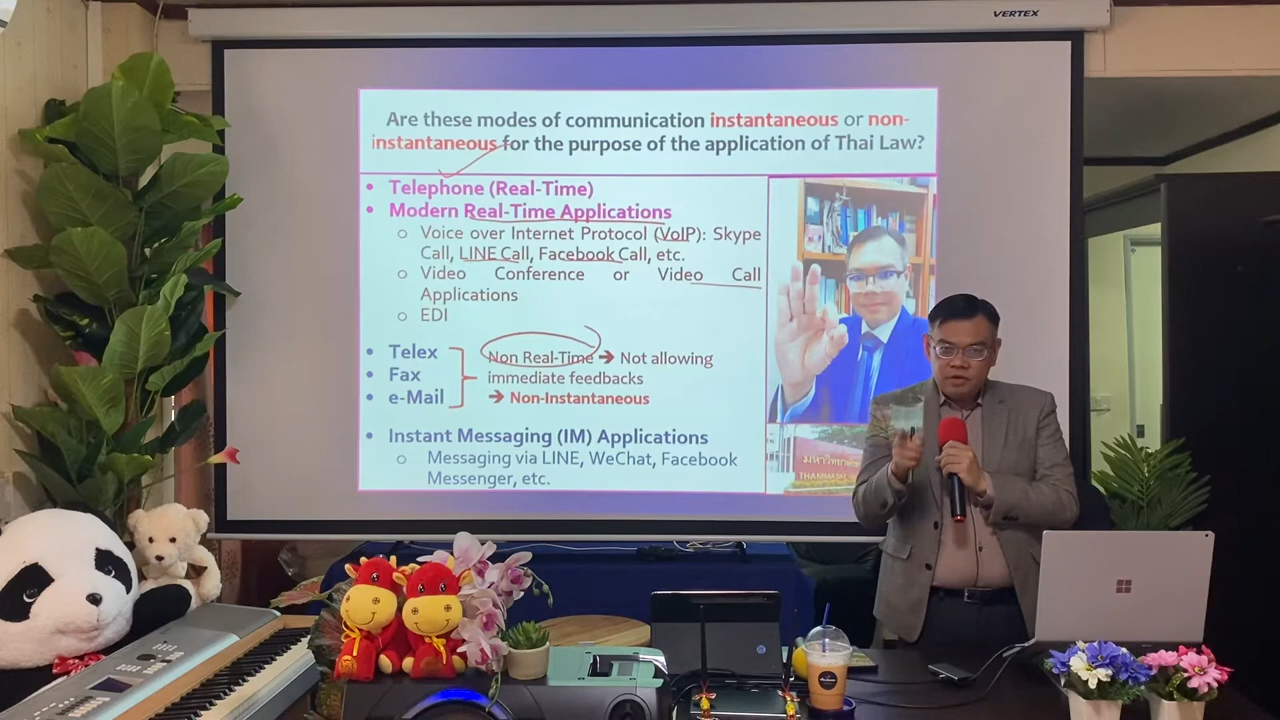 VERTEX
Are these modes of communication instantaneous or non-
instantaneous for the purpose of the application of Thai Law?
• Telephone (Real-Time)
• Modern Real-Time Applications
○ Voice over Internet Protocol (VoIP): Skype
Call, LINE Call, Facebook Call, etc.
○ Video Conference or Video Call
Applications
○ EDI
• Telex
• Fax
• e-Mail
Non Real-Time ➔ Not allowing
immediate feedbacks
➔ Non-Instantaneous
• Instant Messaging (IM) Applications
○ Messaging via LINE, WeChat, Facebook
Messenger, etc.